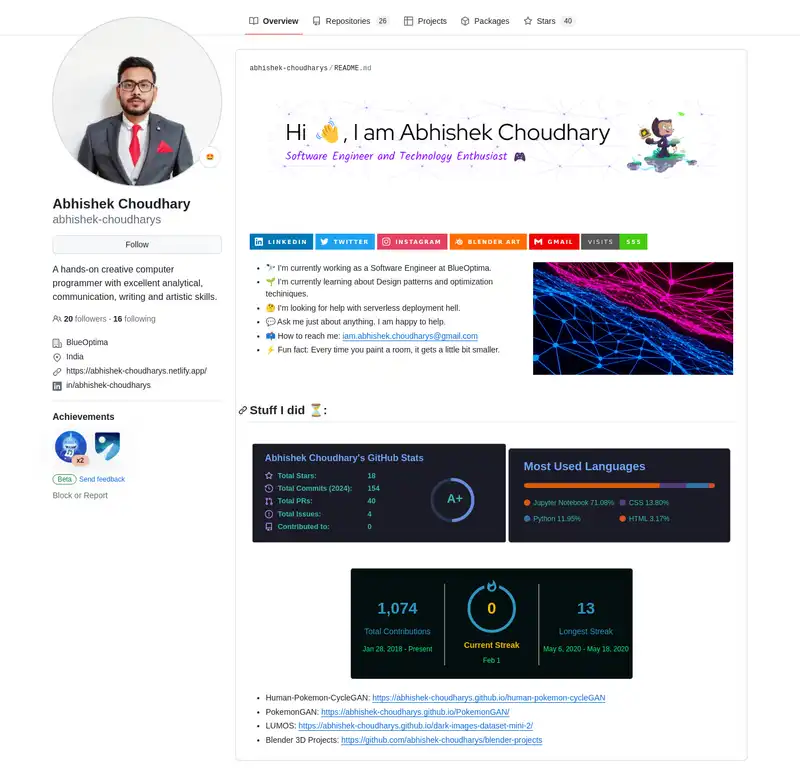 Overview
Repositories 26
Projects
Packages
Stars 40
Abhishek Choudhary
abhishek-choudharys
Follow
A hands-on creative computer
programmer with excellent analytical,
communication, writing and artistic skills.
20 followers · 16 following
BlueOptima
India
https://abhishek-choudharys.netlify.app/
in/abhishek-choudharys
Achievements
x2
Beta Send feedback
Block or Report
abhishek-choudharys/README.md
Hi 👋, I am Abhishek Choudhary
Software Engineer and Technology Enthusiast 🎮
LINKEDIN
TWITTER
INSTAGRAM
BLENDER ART
GMAIL
VISITS 555
• 🔭 I'm currently working as a Software Engineer at BlueOptima.
• 🌱 I'm currently learning about Design patterns and optimization
techiniques.
• 🤔 I'm looking for help with serverless deployment hell.
• 💬 Ask me just about anything, I am happy to help.
• 📫 How to reach me: iam.abhishek.choudharys@gmail.com
• ⚡ Fun fact: Every time you paint a room, it gets a little bit smaller.
Stuff I did ⏳:
Abhishek Choudhary's GitHub Stats
Total Stars: 18
Total Commits (2024): 154
Total PRs: 40
Total Issues: 4
Contributed to: 0
A+
Most Used Languages
Jupyter Notebook 71.08%
CSS 13.80%
Python 11.95%
HTML 3.17%
1,074
Total Contributions
Jan 28, 2018 - Present
0
Current Streak
Feb 1
13
Longest Streak
May 6, 2020 - May 18, 2020
• Human-Pokemon-CycleGAN: https://abhishek-choudharys.github.io/human-pokemon-cycleGAN
• PokemonGAN: https://abhishek-choudharys.github.io/PokemonGAN/
• LUMOS: https://abhishek-choudharys.github.io/dark-images-dataset-mini-2/
• Blender 3D Projects: https://github.com/abhishek-choudharys/blender-projects